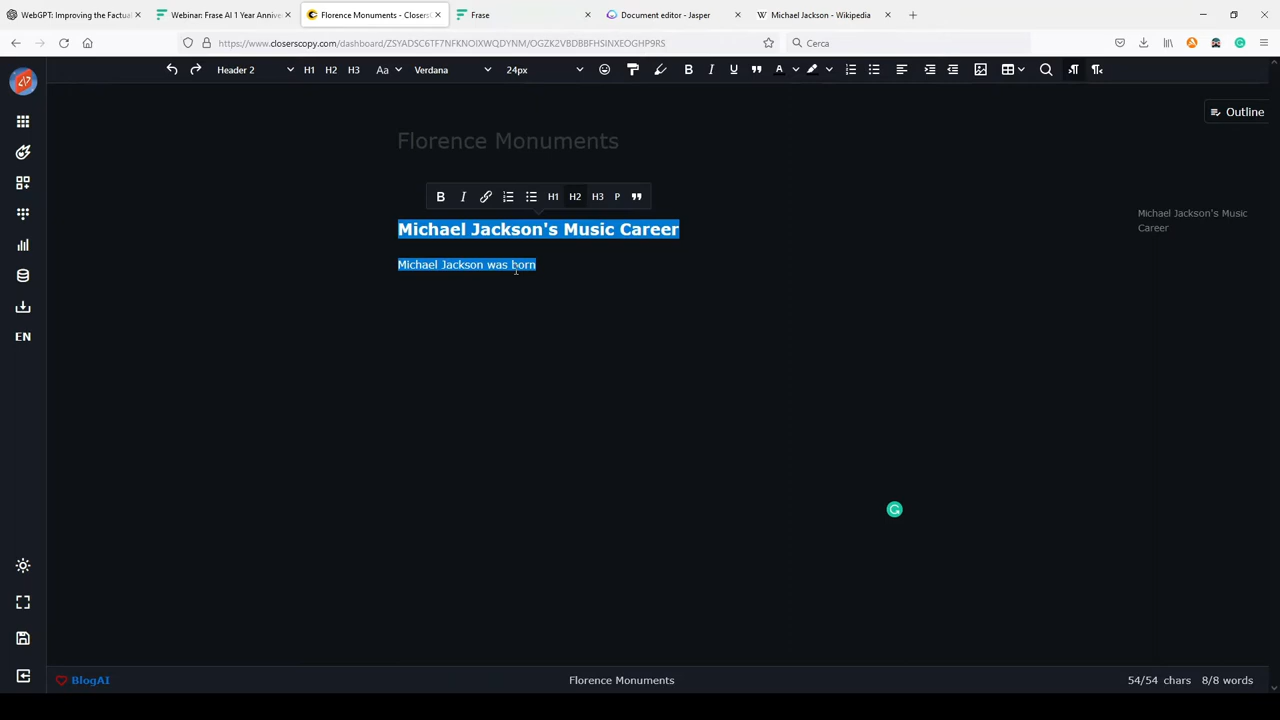 WebGPT: Improving the Factual
Webinar: Frase AI 1 Year Annive
Florence Monuments - Closers
Frase
Document editor - Jasper
Michael Jackson - Wikipedia
Cerca
Header 2
H1
H2
H3
Aa
Verdana
24px
B
I
U
A
Outline
Florence Monuments
B
I
H1
H2
H3
P
Michael Jackson's Music Career
Michael Jackson's Music
Career
Michael Jackson was born
EN
BlogAI
Florence Monuments
54/54 chars
8/8 words